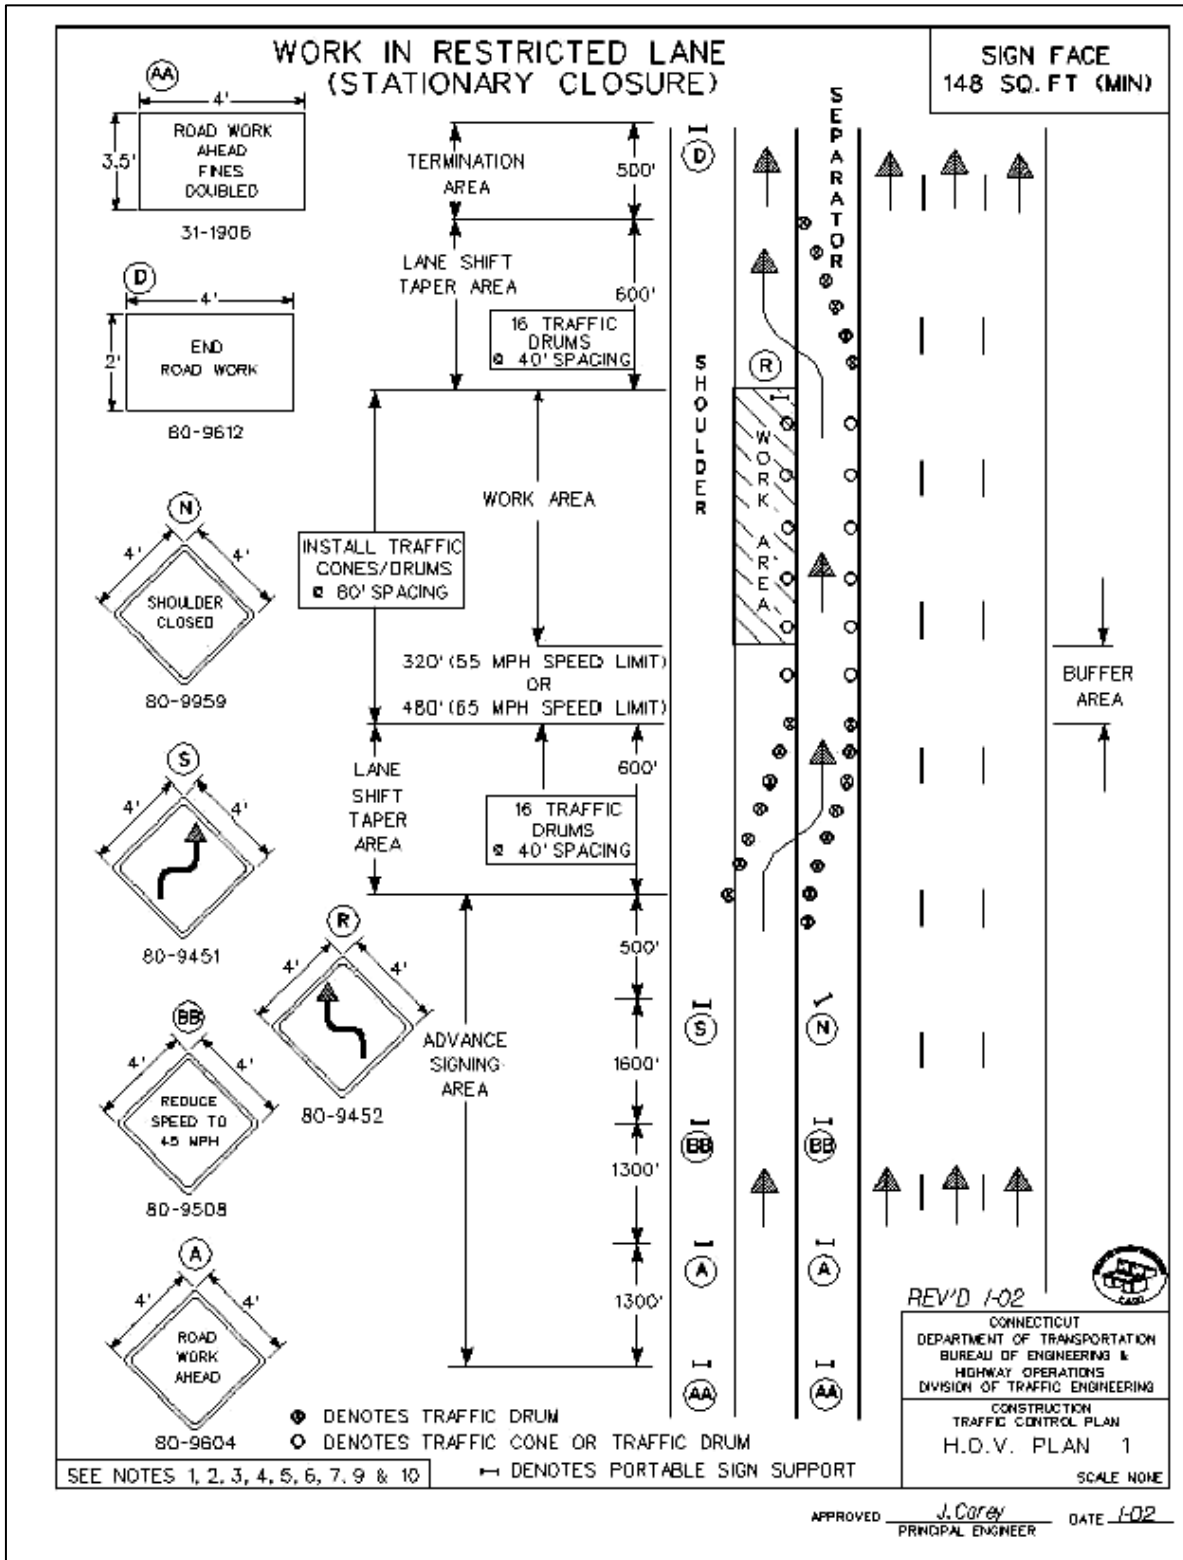 WORK IN RESTRICTED LANE
(STATIONARY CLOSURE)
SIGN FACE
148 SQ. FT (MIN)
AA
4'
3.5'
ROAD WORK
AHEAD
FINES
DOUBLED
31-1906
D
4'
2'
END
ROAD WORK
80-9612
N
4'
4'
SHOULDER
CLOSED
80-9959
S
4'
4'
80-9451
R
4'
4'
80-9452
BB
4'
4'
REDUCE
SPEED TO
45 MPH
80-9508
A
4'
4'
ROAD
WORK
AHEAD
80-9604
TERMINATION
AREA
500'
LANE SHIFT
TAPER AREA
600'
16 TRAFFIC
DRUMS
@ 40' SPACING
WORK AREA
INSTALL TRAFFIC
CONES/DRUMS
@ 80' SPACING
320' (55 MPH SPEED LIMIT)
OR
480' (65 MPH SPEED LIMIT)
LANE
SHIFT
TAPER
AREA
600'
16 TRAFFIC
DRUMS
@ 40' SPACING
ADVANCE
SIGNING
AREA
500'
1600'
1300'
1300'
D
SEPARATOR
SHOULDER
R
WORK AREA
BUFFER
AREA
S
N
BB
BB
A
A
AA
AA
DENOTES TRAFFIC DRUM
DENOTES TRAFFIC CONE OR TRAFFIC DRUM
DENOTES PORTABLE SIGN SUPPORT
SEE NOTES 1, 2, 3, 4, 5, 6, 7, 9 & 10
REV'D 1-02
CONNECTICUT
DEPARTMENT OF TRANSPORTATION
BUREAU OF ENGINEERING &
HIGHWAY OPERATIONS
DIVISION OF TRAFFIC ENGINEERING
CONSTRUCTION
TRAFFIC CONTROL PLAN
H.O.V. PLAN 1
SCALE NONE
APPROVED J. Carey DATE 1-02
PRINCIPAL ENGINEER